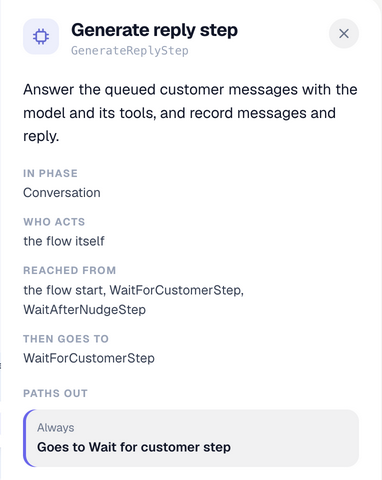 Generate reply step
GenerateReplyStep
Answer the queued customer messages with the
model and its tools, and record messages and
reply.
IN PHASE
Conversation
WHO ACTS
the flow itself
REACHED FROM
the flow start, WaitForCustomerStep,
WaitAfterNudgeStep
THEN GOES TO
WaitForCustomerStep
PATHS OUT
Always
Goes to Wait for customer step